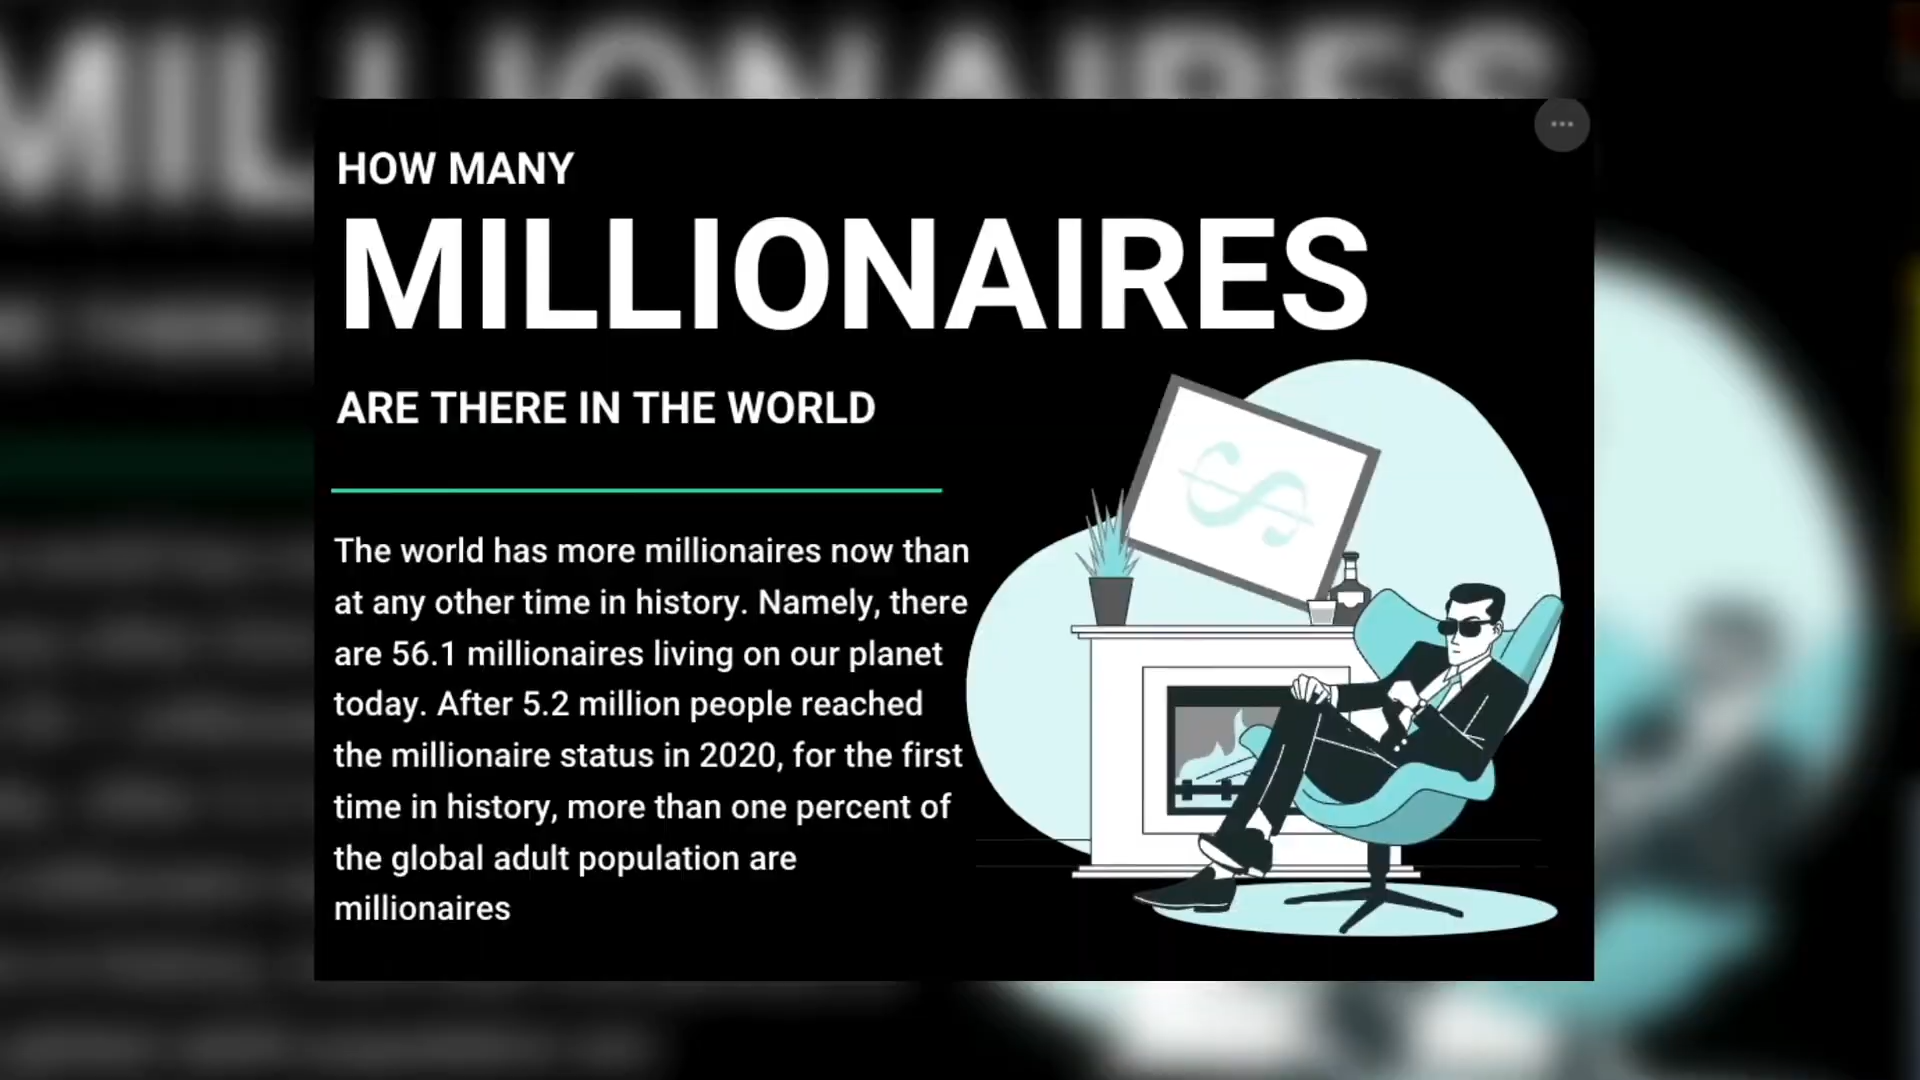 HOW MANY
MILLIONAIRES
ARE THERE IN THE WORLD
The world has more millionaires now than
at any other time in history. Namely, there
are 56.1 millionaires living on our planet
today. After 5.2 million people reached
the millionaire status in 2020, for the first
time in history, more than one percent of
the global adult population are
millionaires